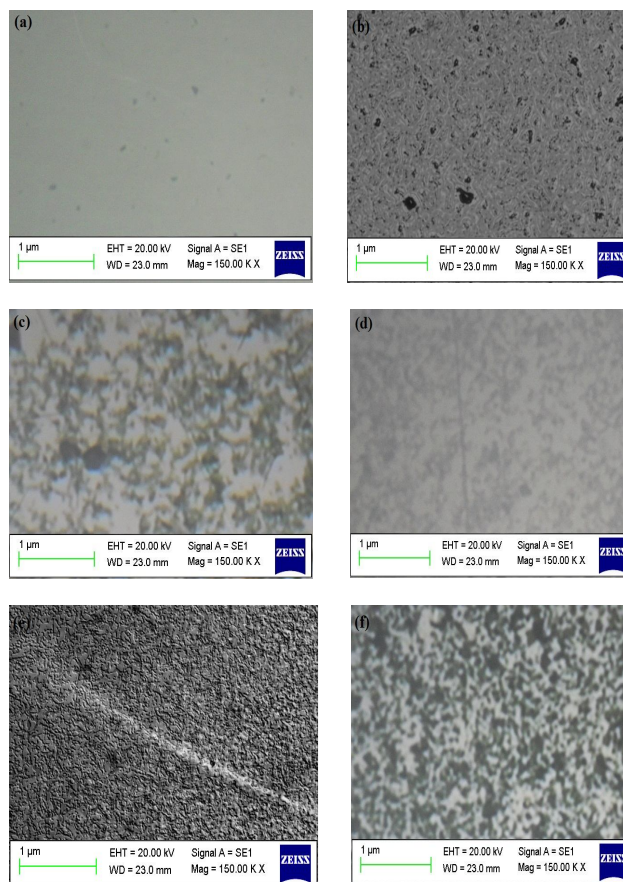 (a)
(b)
1 µm
EHT = 20.00 kV
Signal A = SE1
WD = 23.0 mm
Mag = 150.00 K X
ZEISS
1 µm
EHT = 20.00 kV
Signal A = SE1
WD = 23.0 mm
Mag = 150.00 K X
ZEISS
(c)
(d)
1 µm
EHT = 20.00 kV
Signal A = SE1
WD = 23.0 mm
Mag = 150.00 K X
ZEISS
1 µm
EHT = 20.00 kV
Signal A = SE1
WD = 23.0 mm
Mag = 150.00 K X
ZEISS
(e)
(f)
1 µm
EHT = 20.00 kV
Signal A = SE1
WD = 23.0 mm
Mag = 150.00 K X
ZEISS
1 µm
EHT = 20.00 kV
Signal A = SE1
WD = 23.0 mm
Mag = 150.00 K X
ZEISS